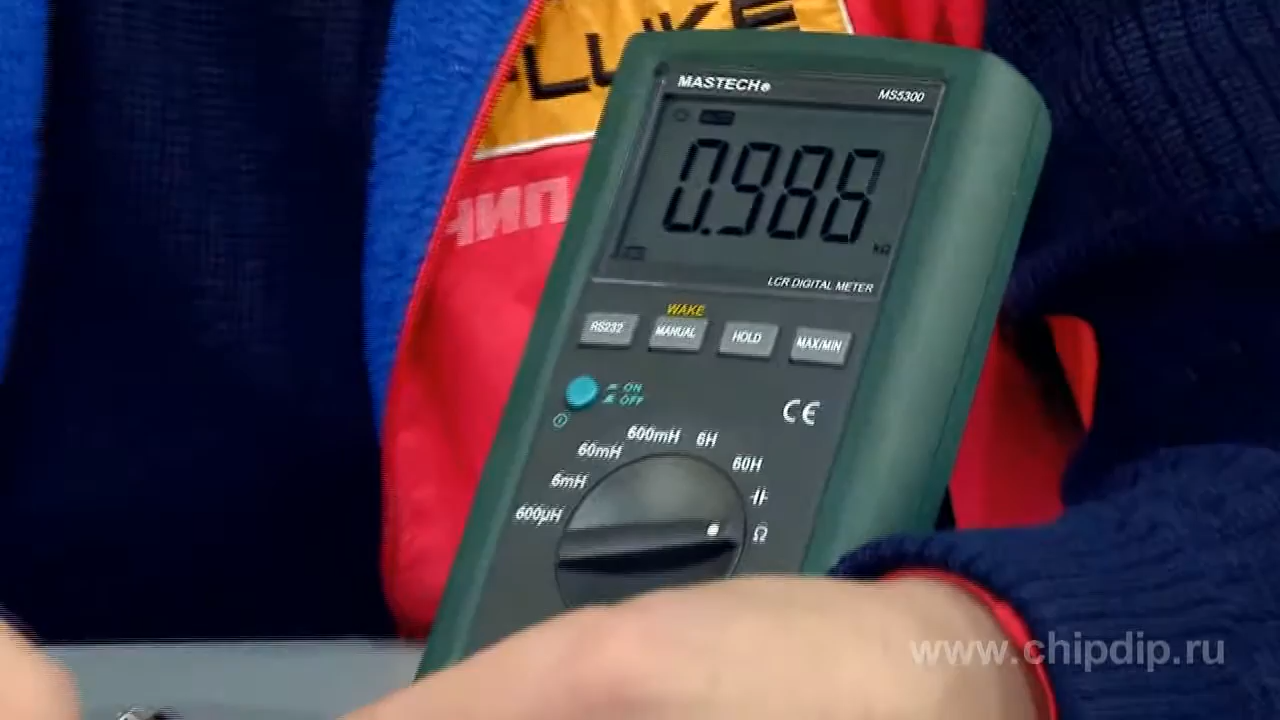 FLUKE
ЧИП
MASTECH®
MS5300
0.988
kΩ
LCR DIGITAL METER
WAKE
RS232 MANUAL HOLD MAX/MIN
ON
OFF
CE
600mH 6H
60mH 60H
6mH
600µH Ω
www.chipdip.ru